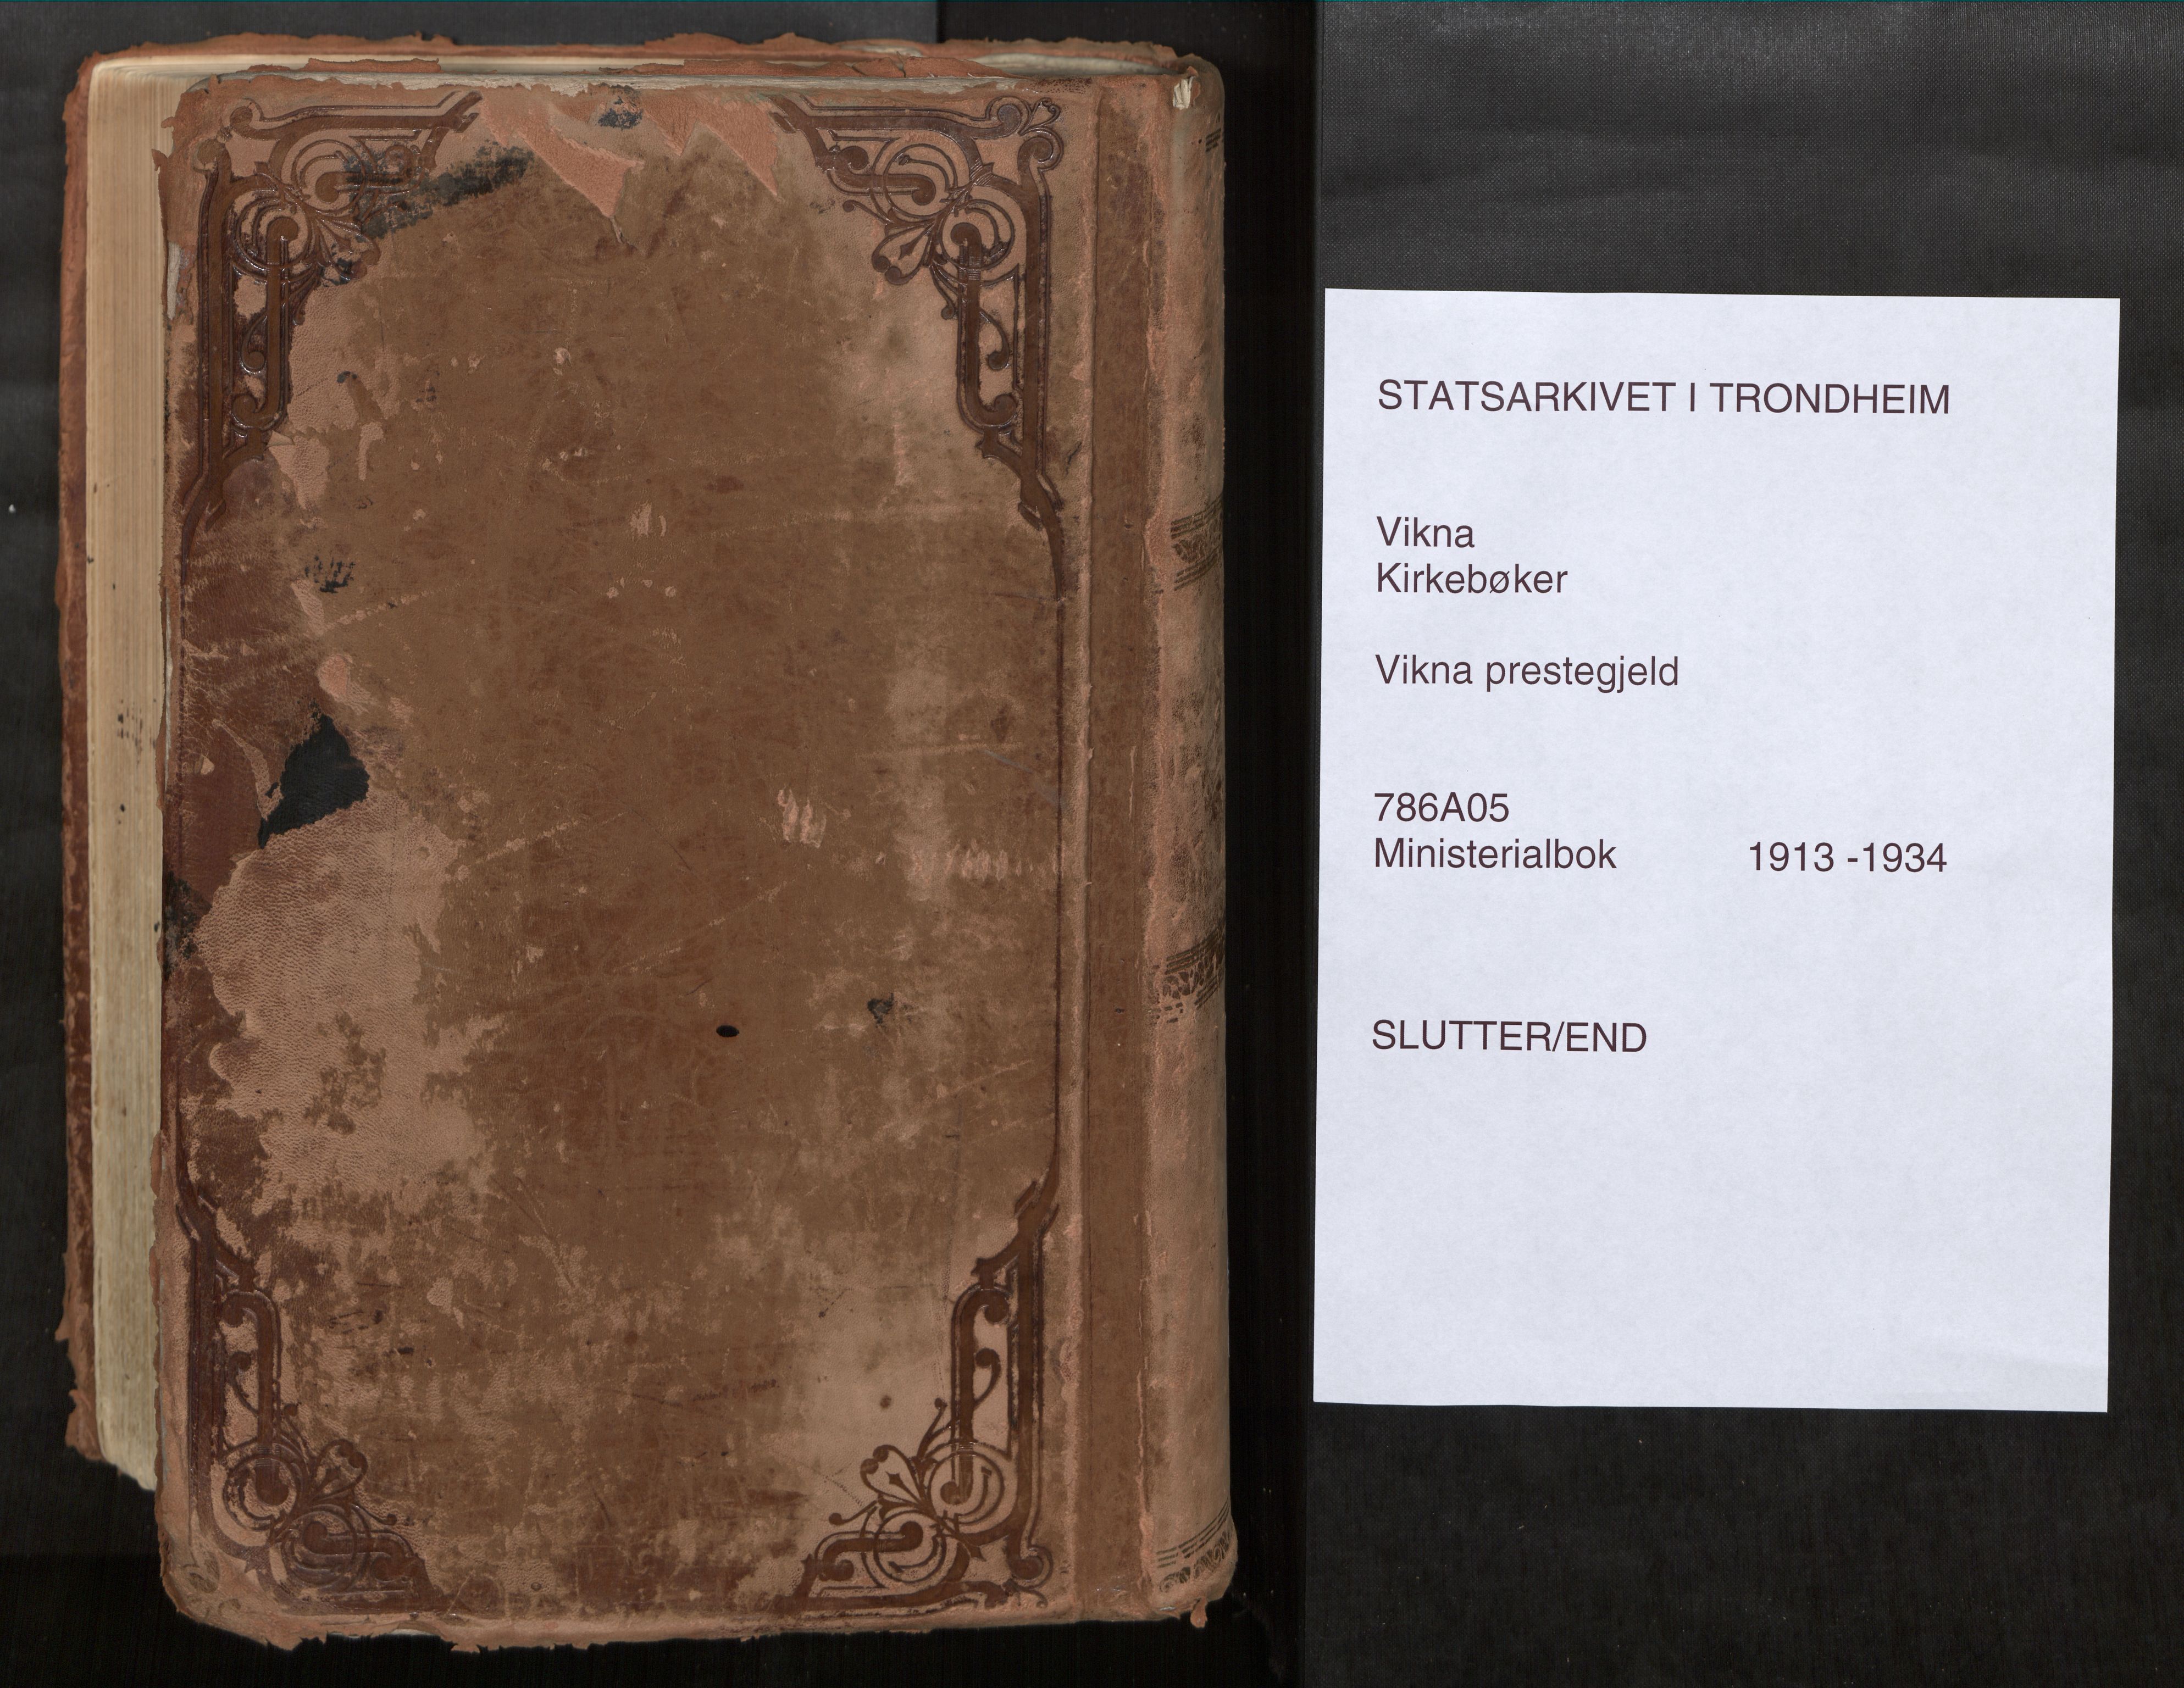 STATSARKIVET I TRONDHEIM
Vikna
Kirkebøker
Vikna prestegjeld
786A05
Ministerialbok 1913 -1934
SLUTTER/END